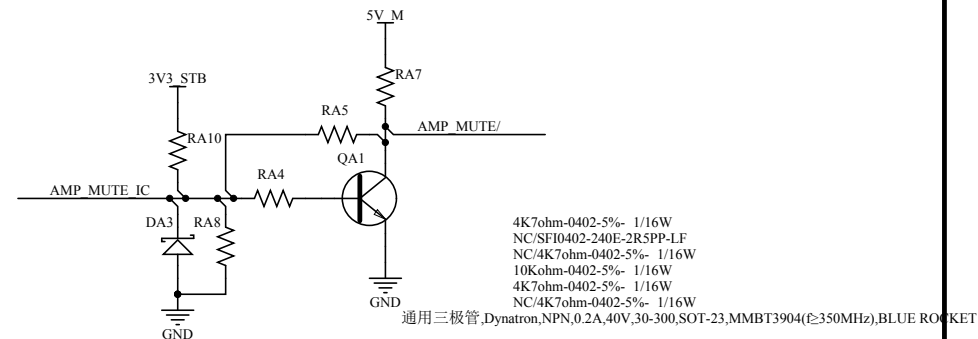 5V_M
RA7
3V3_STB
RA5
RA10
AMP_MUTE/
QA1
AMP_MUTE_IC
RA4
DA3
RA8
4K7ohm-0402-5%- 1/16W
NC/SFI0402-240E-2R5PP-LF
NC/4K7ohm-0402-5%- 1/16W
10Kohm-0402-5%- 1/16W
4K7ohm-0402-5%- 1/16W
NC/4K7ohm-0402-5%- 1/16W
GND
通用三极管,Dynatron,NPN,0.2A,40V,30-300,SOT-23,MMBT3904(f≥350MHz),BLUE ROCKET
GND